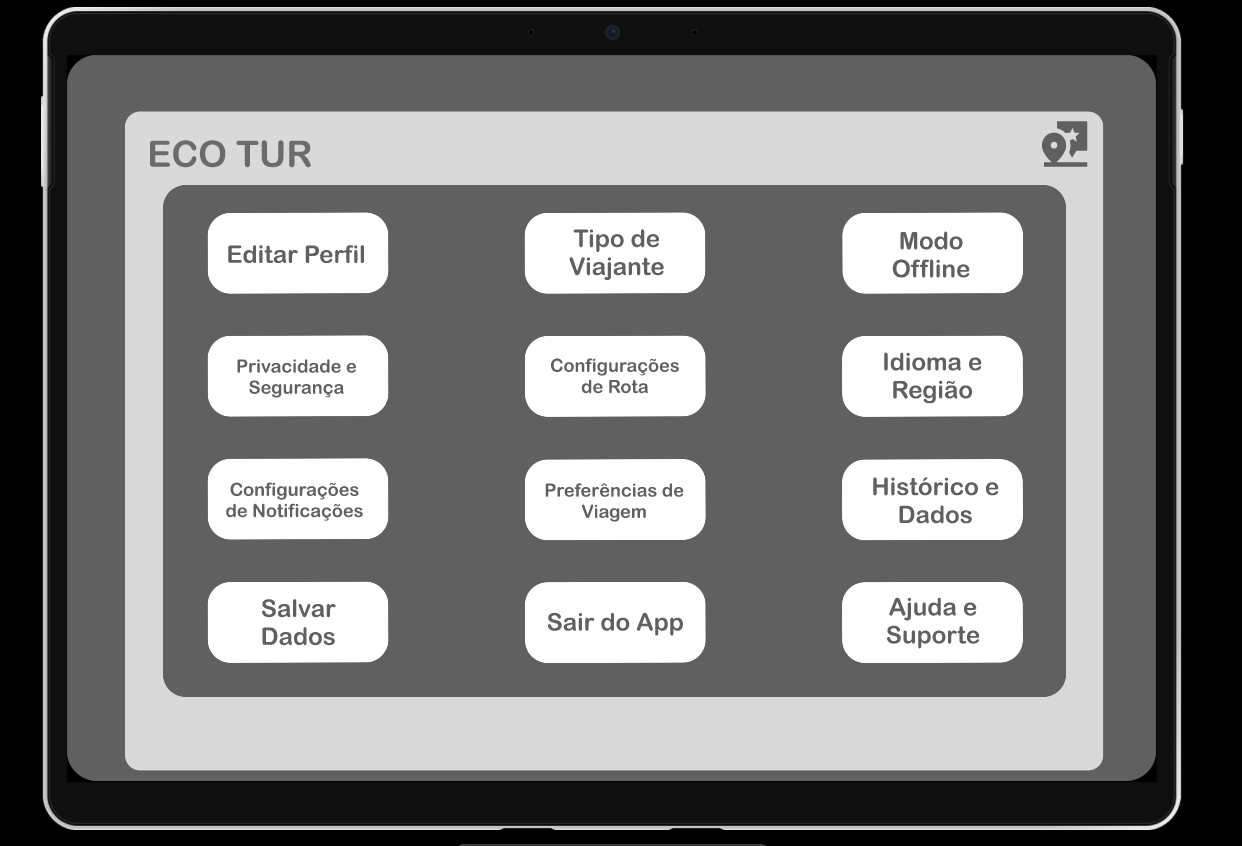 ECO TUR
Editar Perfil
Tipo de
Viajante
Modo
Offline
Privacidade e
Segurança
Configurações
de Rota
Idioma e
Região
Configurações
de Notificações
Preferências de
Viagem
Histórico e
Dados
Salvar
Dados
Sair do App
Ajuda e
Suporte